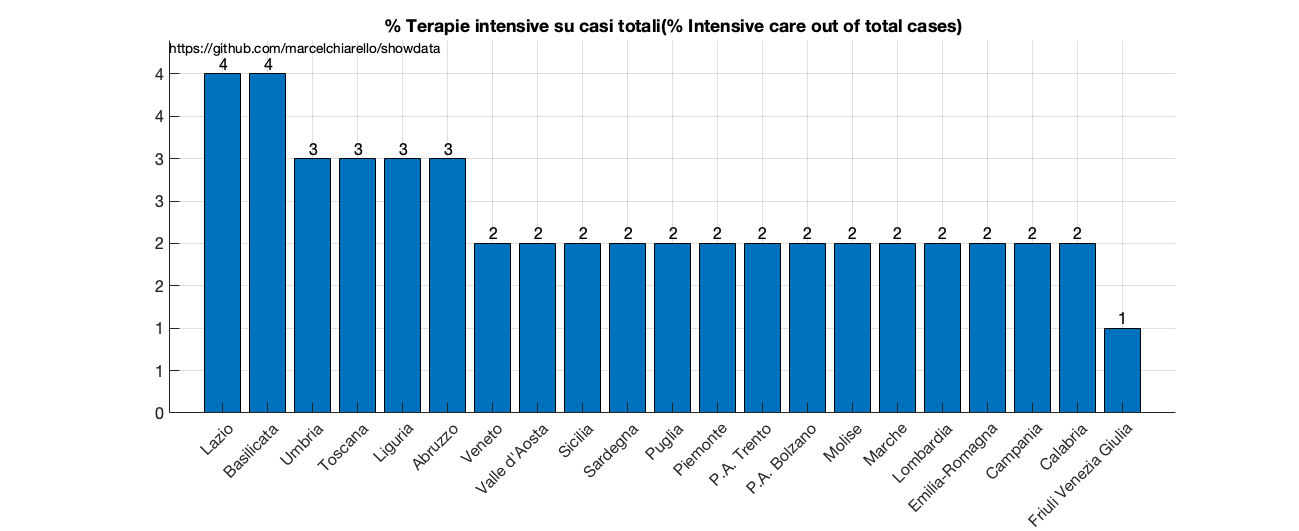 % Terapie intensive su casi totali(% Intensive care out of total cases)
https://github.com/marcelchiarello/showdata
4 4 3 3 3 3 2 2 2 2 2 2 2 2 2 2 2 2 2 2 1
4
4
3
3
2
2
1
1
0
Lazio
Basilicata
Umbria
Toscana
Liguria
Abruzzo
Veneto
Valle d'Aosta
Sicilia
Sardegna
Puglia
Piemonte
P.A. Trento
P.A. Bolzano
Molise
Marche
Lombardia
Emilia-Romagna
Campania
Calabria
Friuli Venezia Giulia